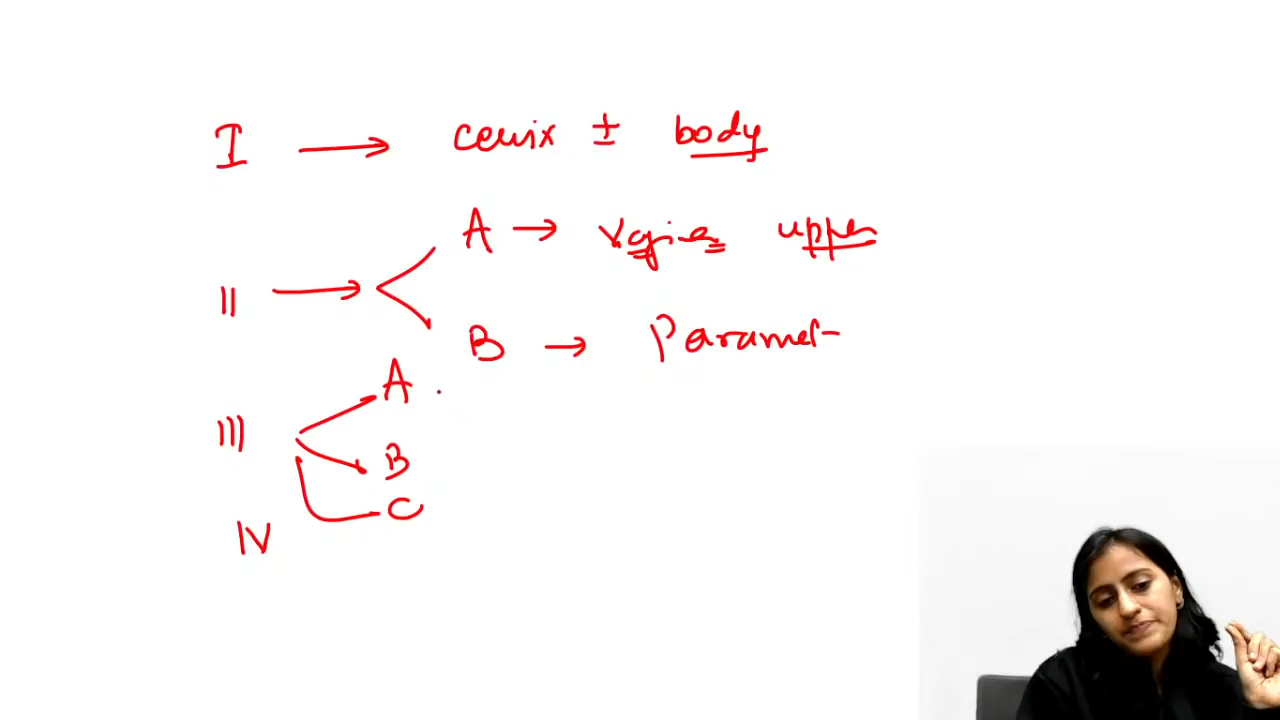 I → cervix ± body
A → vagina upper
II →
B → Paramet-
A .
III
B
C
IV